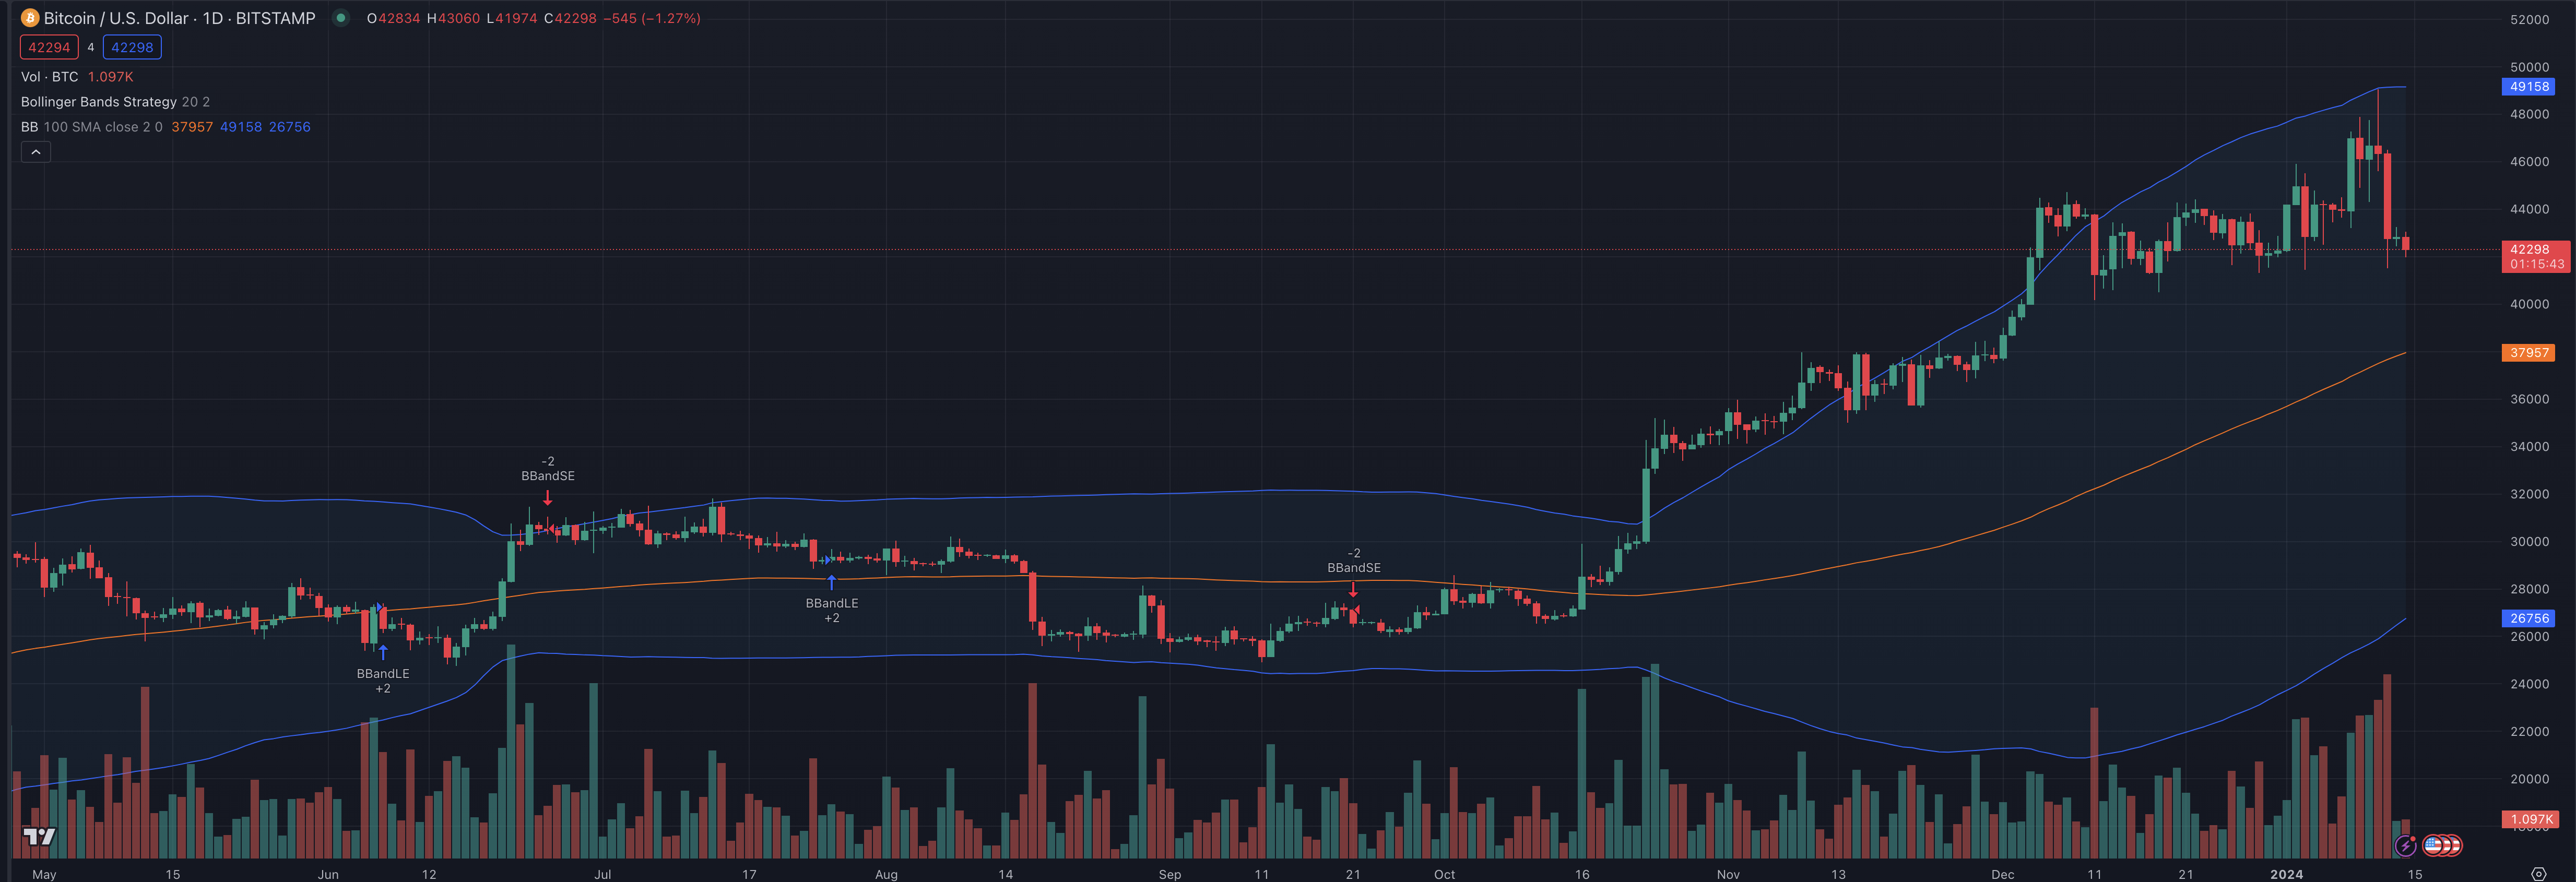 Bitcoin / U.S. Dollar · 1D · BITSTAMP O42834 H43060 L41974 C42298 −545 (−1.27%)
42294 4 42298
Vol · BTC 1.097K
Bollinger Bands Strategy 20 2
BB 100 SMA close 2 0 37957 49158 26756
52000
50000
49158
48000
46000
44000
42298
01:15:43
40000
37957
36000
34000
32000
30000
28000
26756
26000
24000
22000
20000
1.097K
-2
BBandSE
BBandLE
+2
BBandLE
+2
-2
BBandSE
May 15 Jun 12 Jul 17 Aug 14 Sep 11 21 Oct 16 Nov 13 Dec 11 21 2024 15